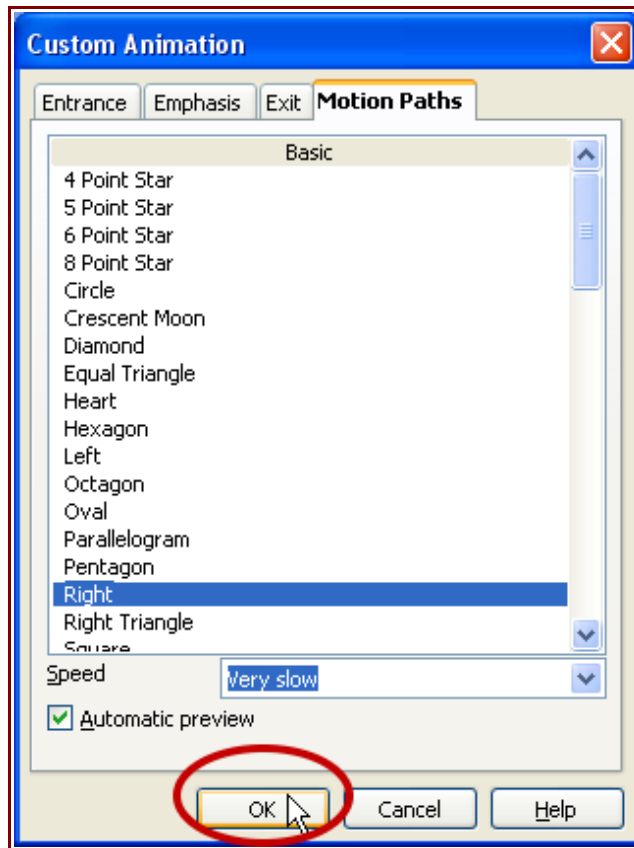 Custom Animation
Entrance Emphasis Exit Motion Paths
Basic
4 Point Star
5 Point Star
6 Point Star
8 Point Star
Circle
Crescent Moon
Diamond
Equal Triangle
Heart
Hexagon
Left
Octagon
Oval
Parallelogram
Pentagon
Right
Right Triangle
Square
Speed Very slow
Automatic preview
OK Cancel Help